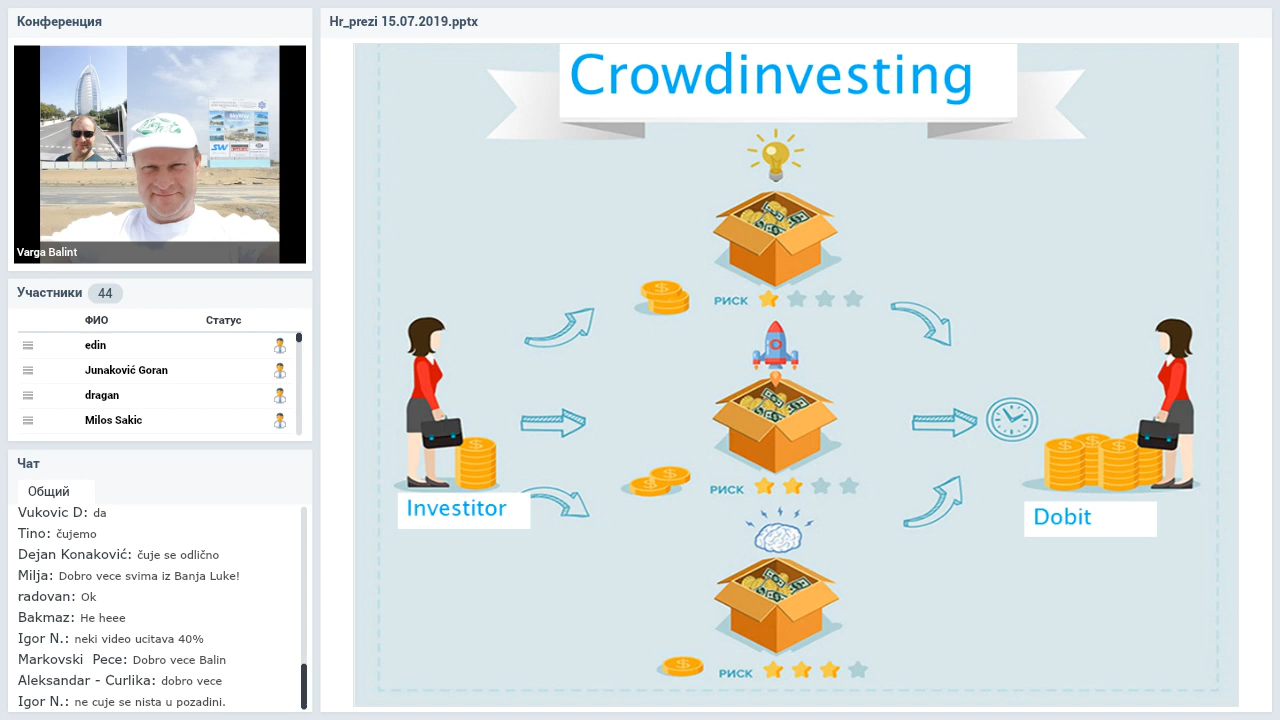 Конференция
SkyWay
SW
Varga Balint
Участники 44
ФИО Статус
edin
Junaković Goran
dragan
Milos Sakic
Чат
Общий
Vukovic D: da
Tino: čujemo
Dejan Konaković: čuje se odlično
Milja: Dobro vece svima iz Banja Luke!
radovan: Ok
Bakmaz: He heee
Igor N.: neki video ucitava 40%
Markovski Pece: Dobro vece Balin
Aleksandar - Curlika: dobro vece
Igor N.: ne cuje se nista u pozadini.
Hr_prezi 15.07.2019.pptx
Crowdinvesting
РИСК
РИСК
Investitor
Dobit
РИСК